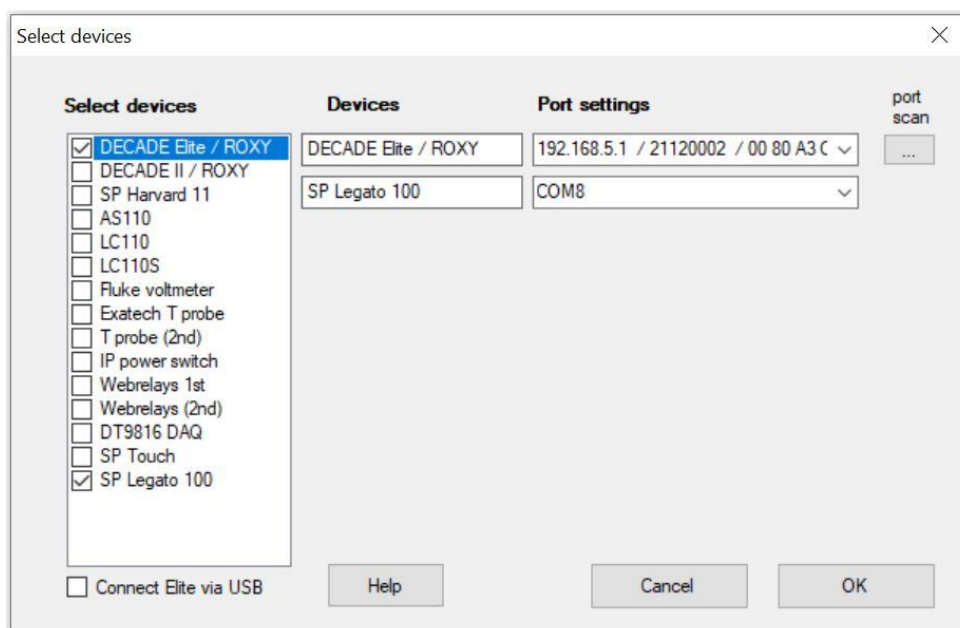 Select devices
Select devices
Devices
Port settings
port
scan
DECADE Elite / ROXY
DECADE II / ROXY
SP Harvard 11
AS110
LC110
LC110S
Fluke voltmeter
Exatech T probe
T probe (2nd)
IP power switch
Webrelays 1st
Webrelays (2nd)
DT9816 DAQ
SP Touch
SP Legato 100
DECADE Elite / ROXY
192.168.5.1 / 21120002 / 00 80 A3
...
SP Legato 100
COM8
Connect Elite via USB
Help
Cancel
OK